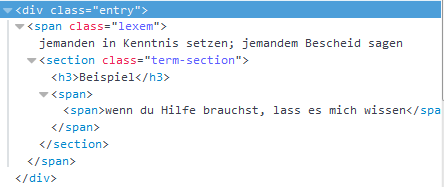 <div class="entry">
<span class="lexem">
jemanden in Kenntnis setzen; jemandem Bescheid sagen
<section class="term-section">
<h3>Beispiel</h3>
<span>
<span>wenn du Hilfe brauchst, lass es mich wissen</spa
</span>
</section>
</span>
</div>